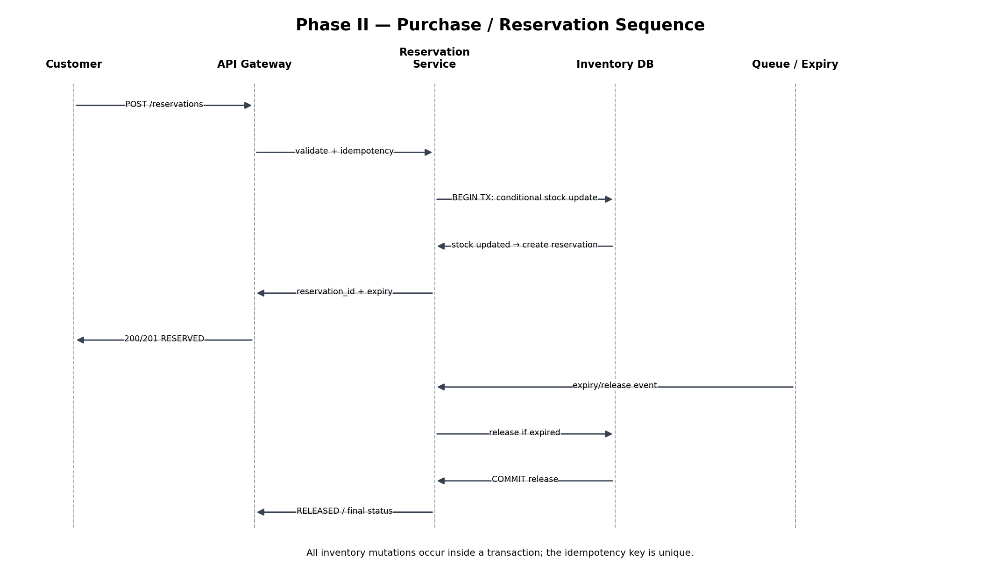 Phase II — Purchase / Reservation Sequence
Customer
API Gateway
Reservation
Service
Inventory DB
Queue / Expiry
POST /reservations
validate + idempotency
BEGIN TX: conditional stock update
stock updated → create reservation
reservation_id + expiry
200/201 RESERVED
expiry/release event
release if expired
COMMIT release
RELEASED / final status
All inventory mutations occur inside a transaction; the idempotency key is unique.